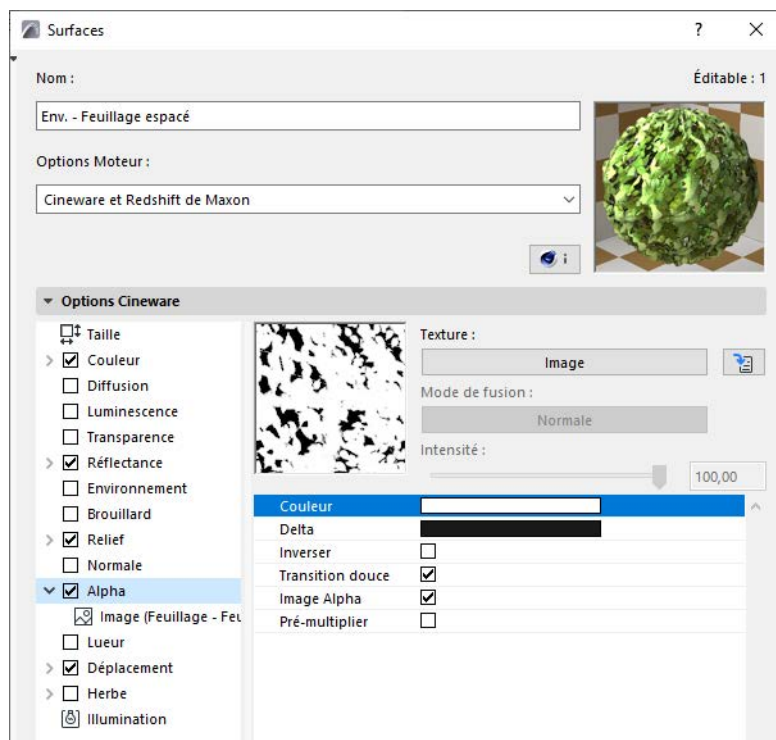 Surfaces
Nom :
Éditable : 1
Env. - Feuillage espacé
Options Moteur :
Cineware et Redshift de Maxon
i
Options Cineware
Taille
Couleur
Diffusion
Luminescence
Transparence
Réflectance
Environnement
Brouillard
Relief
Normale
Alpha
Image (Feuillage - Feu
Lueur
Déplacement
Herbe
Illumination
Texture :
Image
Mode de fusion :
Normale
Intensité :
100,00
Couleur
Delta
Inverser
Transition douce
Image Alpha
Pré-multiplier